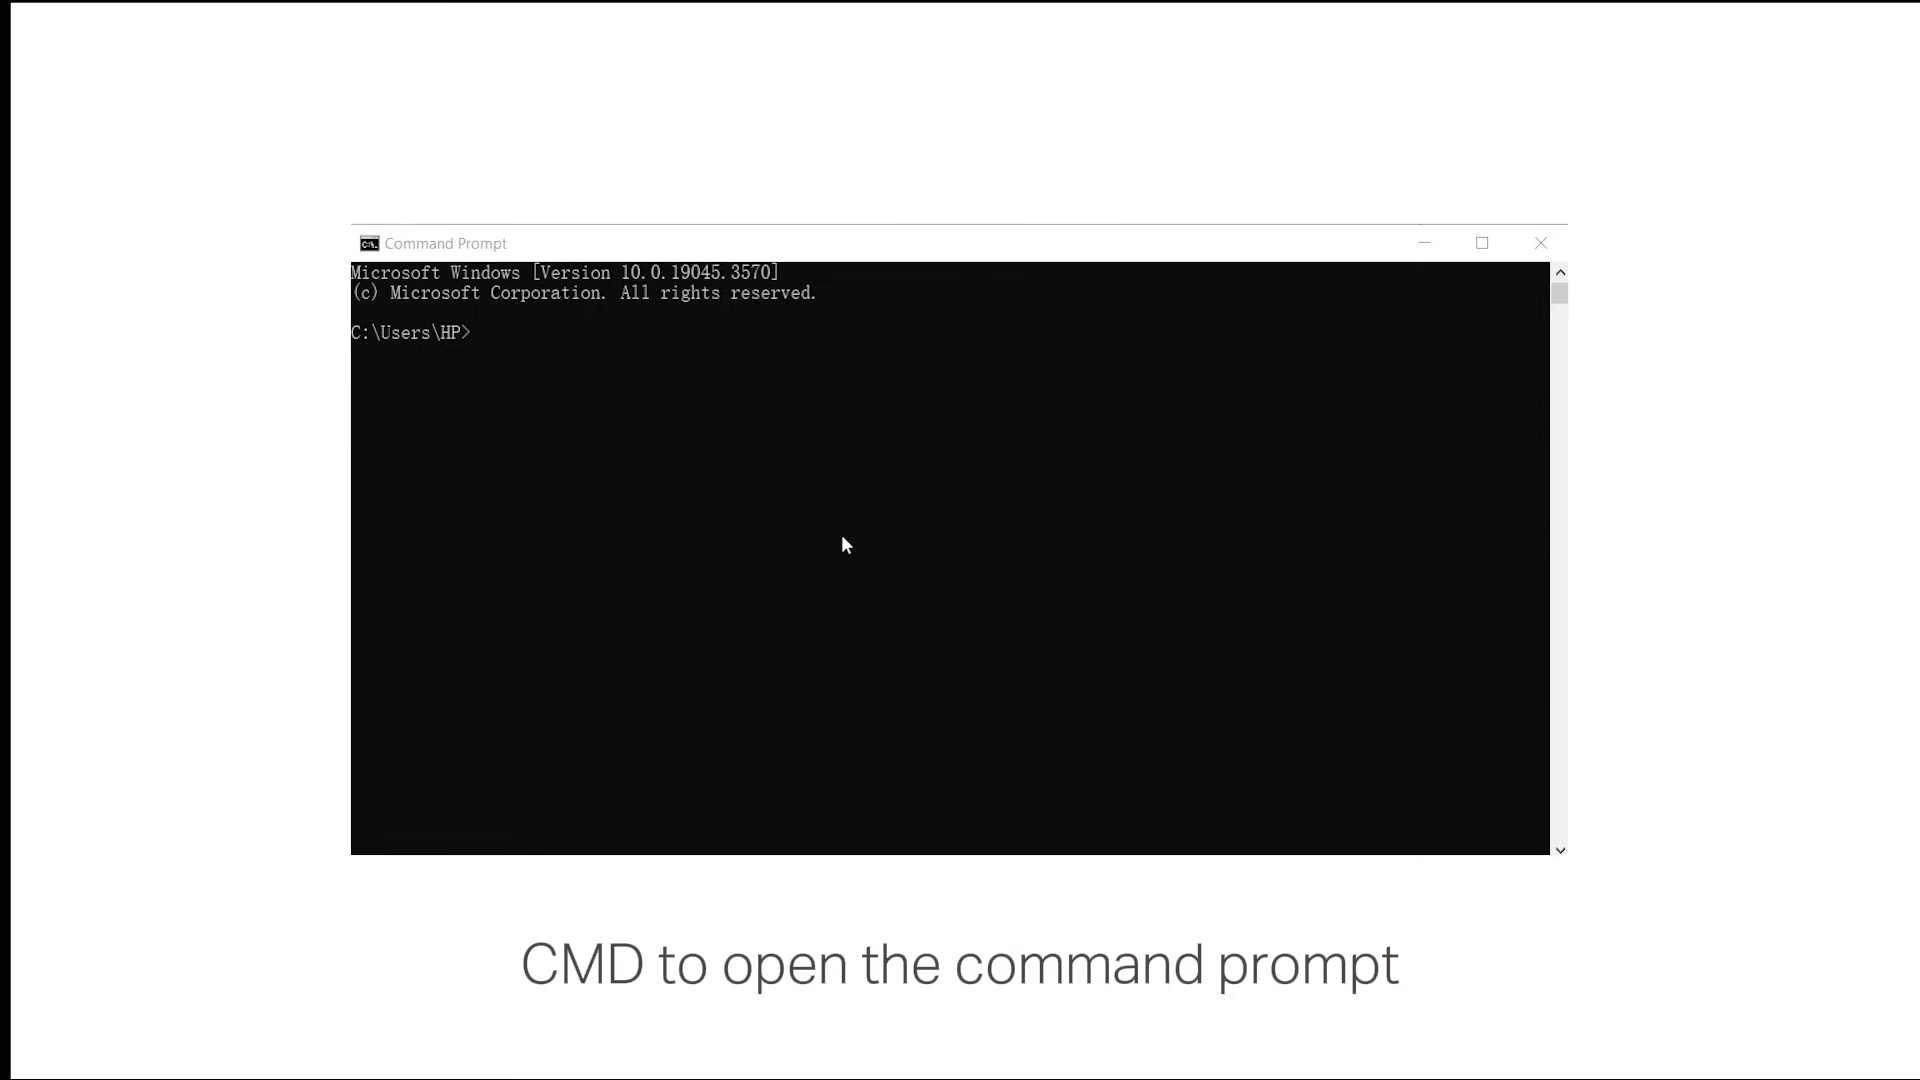 Command Prompt
Microsoft Windows [Version 10.0.19045.3570]
(c) Microsoft Corporation. All rights reserved.
C:\Users\HP>
CMD to open the command prompt